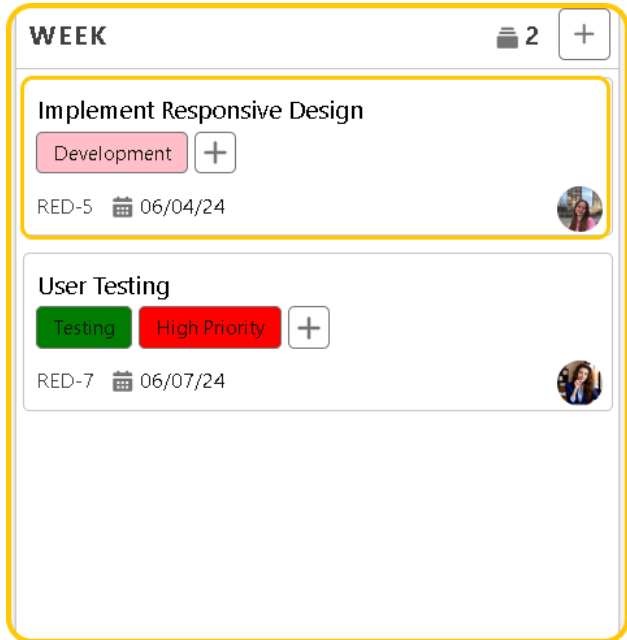 WEEK 2
Implement Responsive Design
Development
RED-5 06/04/24
User Testing
Testing High Priority
RED-7 06/07/24